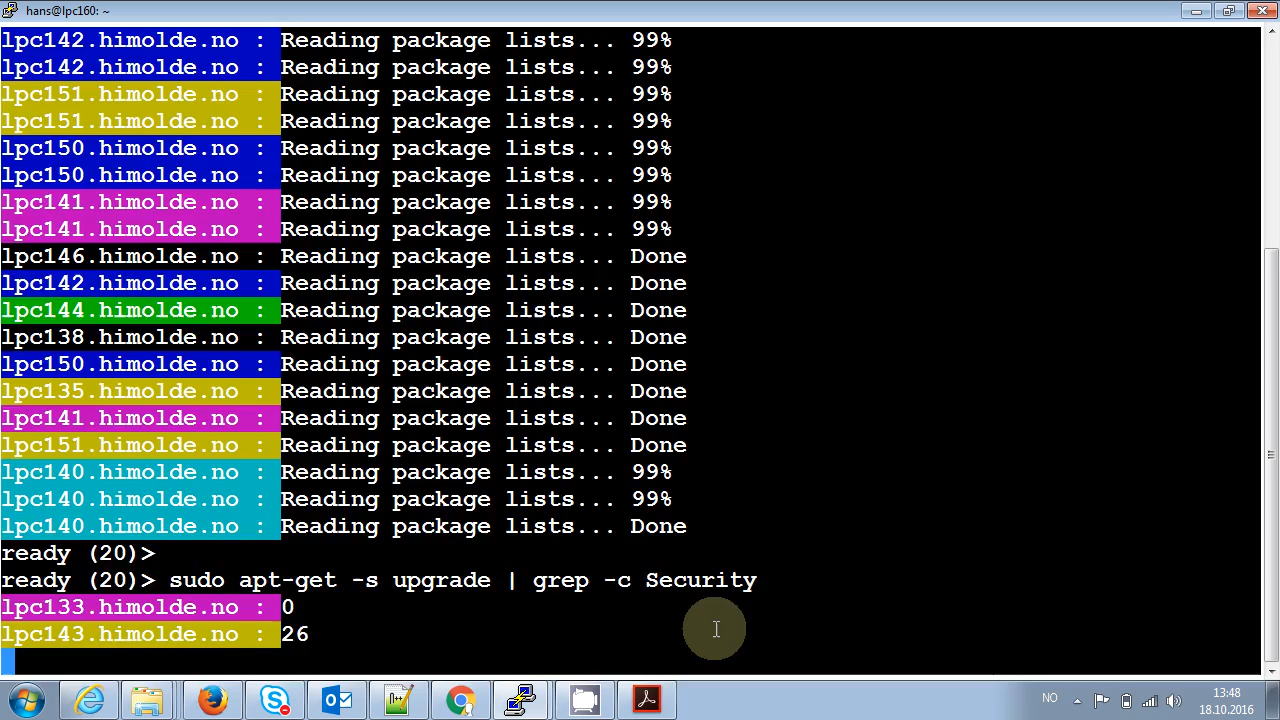 hans@lpc160: ~
lpc142.himolde.no : Reading package lists... 99%
lpc142.himolde.no : Reading package lists... 99%
lpc151.himolde.no : Reading package lists... 99%
lpc151.himolde.no : Reading package lists... 99%
lpc150.himolde.no : Reading package lists... 99%
lpc150.himolde.no : Reading package lists... 99%
lpc141.himolde.no : Reading package lists... 99%
lpc141.himolde.no : Reading package lists... 99%
lpc146.himolde.no : Reading package lists... Done
lpc142.himolde.no : Reading package lists... Done
lpc144.himolde.no : Reading package lists... Done
lpc138.himolde.no : Reading package lists... Done
lpc150.himolde.no : Reading package lists... Done
lpc135.himolde.no : Reading package lists... Done
lpc141.himolde.no : Reading package lists... Done
lpc151.himolde.no : Reading package lists... Done
lpc140.himolde.no : Reading package lists... 99%
lpc140.himolde.no : Reading package lists... 99%
lpc140.himolde.no : Reading package lists... Done
ready (20)>
ready (20)> sudo apt-get -s upgrade | grep -c Security
lpc133.himolde.no : 0
lpc143.himolde.no : 26
NO
13:48
18.10.2016